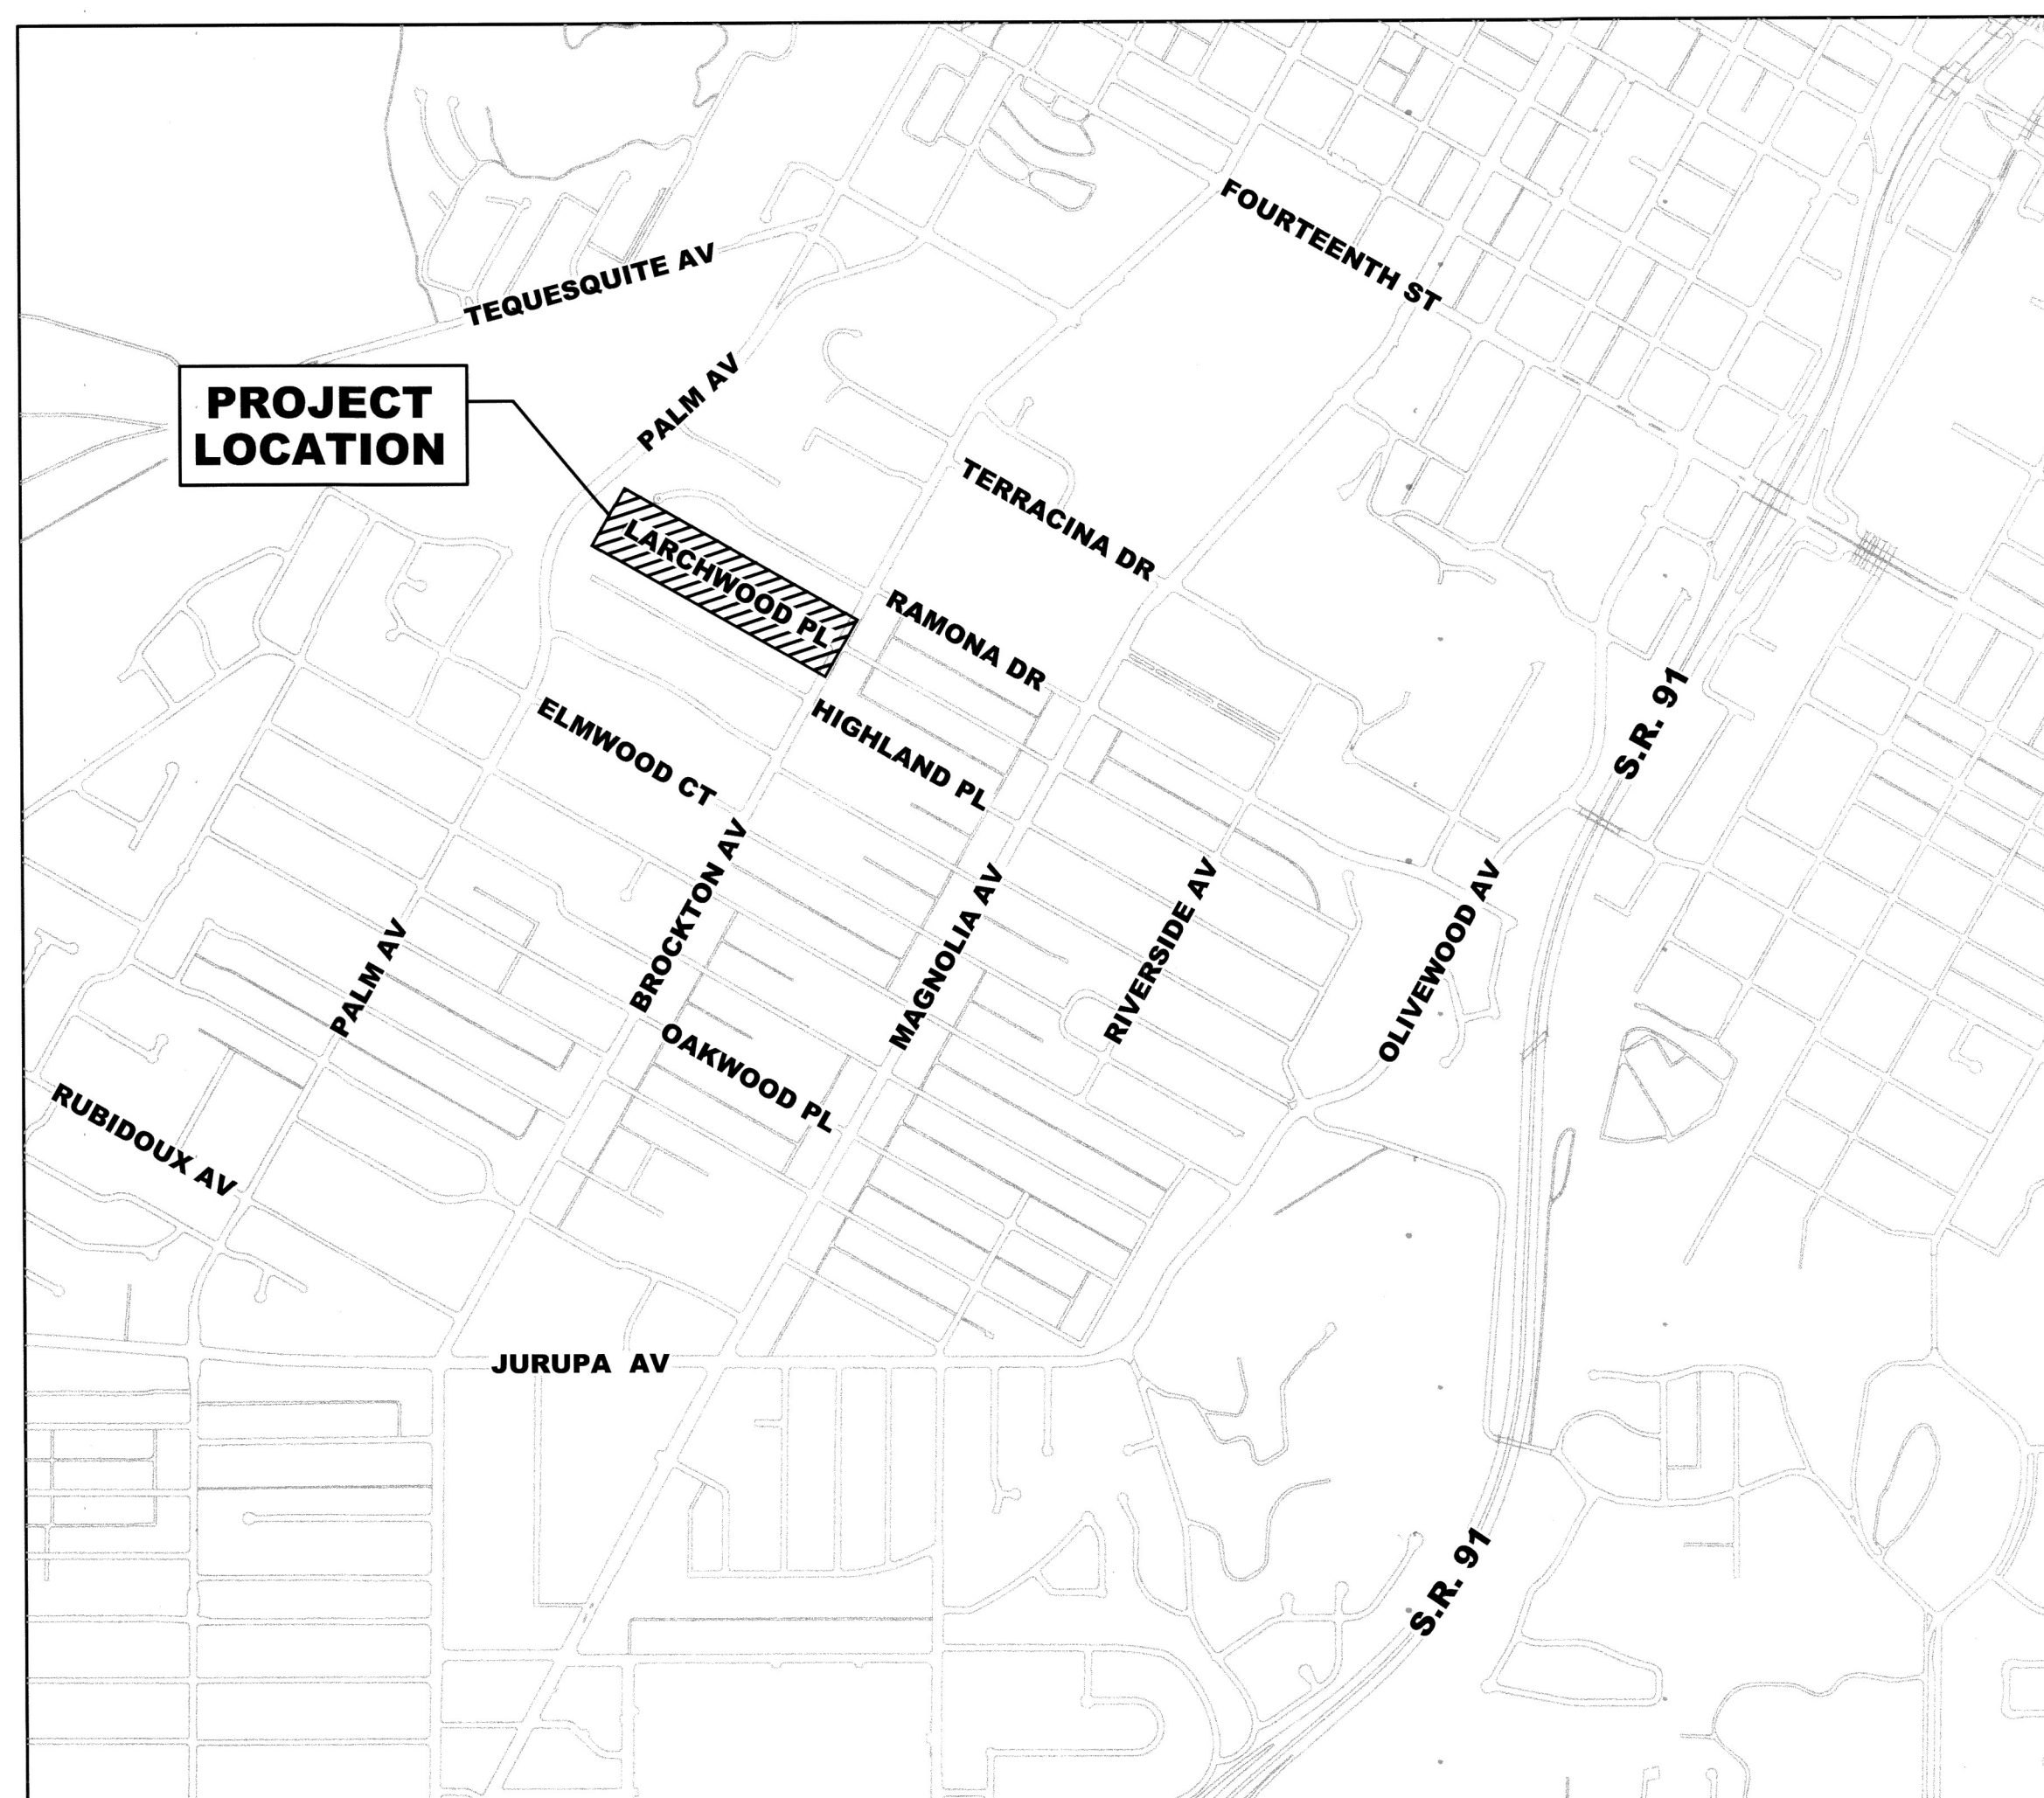 FOURTEENTH ST
TEQUESQUITE AV
PALM AV
PROJECT
LOCATION
TERRACINA DR
LARCHWOOD PL
RAMONA DR
S.R. 91
ELMWOOD CT
HIGHLAND PL
BROCKTON AV
MAGNOLIA AV
RIVERSIDE AV
OLIVEWOOD AV
PALM AV
OAKWOOD PL
RUBIDOUX AV
JURUPA AV
S.R. 91